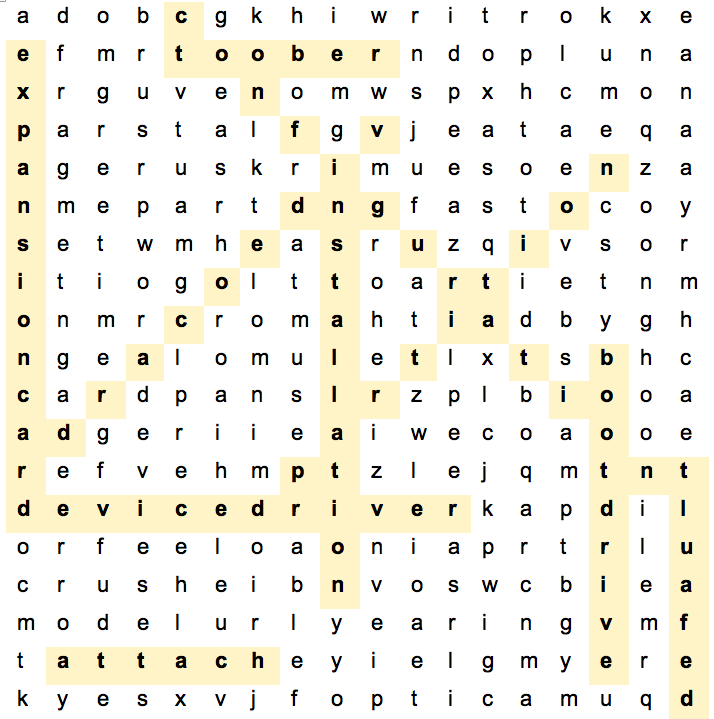 a d o b c g k h i w r i t r o k x e
e f m r t o o b e r n d o p l u n a
x r g u v e n o m w s p x h c m o n
p a r s t a l f g v j e a t a e q a
a g e r u s k r i m u e s o e n z a
n m e p a r t d n g f a s t o c o y
s e t w m h e a s r u z q i v s o r
i t i o g o l t t o a r t i e t n m
o n m r c r o m a h t i a d b y g h
n g e a l o m u l e t l x t s b h c
c a r d p a n s l r z p l b i o o a
a d g e r i i e a i w e c o a o o e
r e f v e h m p t z l e j q m t n t
d e v i c e d r i v e r k a p d i l
o r f e e l o a o n i a p r t r l u
c r u s h e i b n v o s w c b i e a
m o d e l u r l y e a r i n g v m f
t a t t a c h e y i e l g m y e r e
k y e s x v j f o p t i c a m u q d